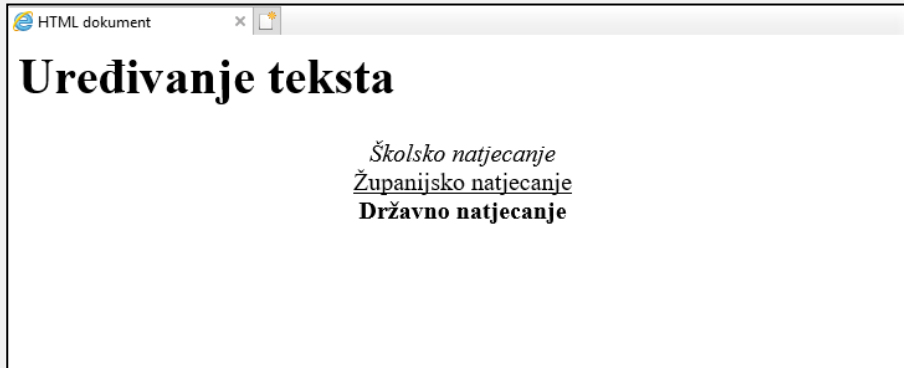 HTML dokument
Uređivanje teksta
Školsko natjecanje
Županijsko natjecanje
Državno natjecanje